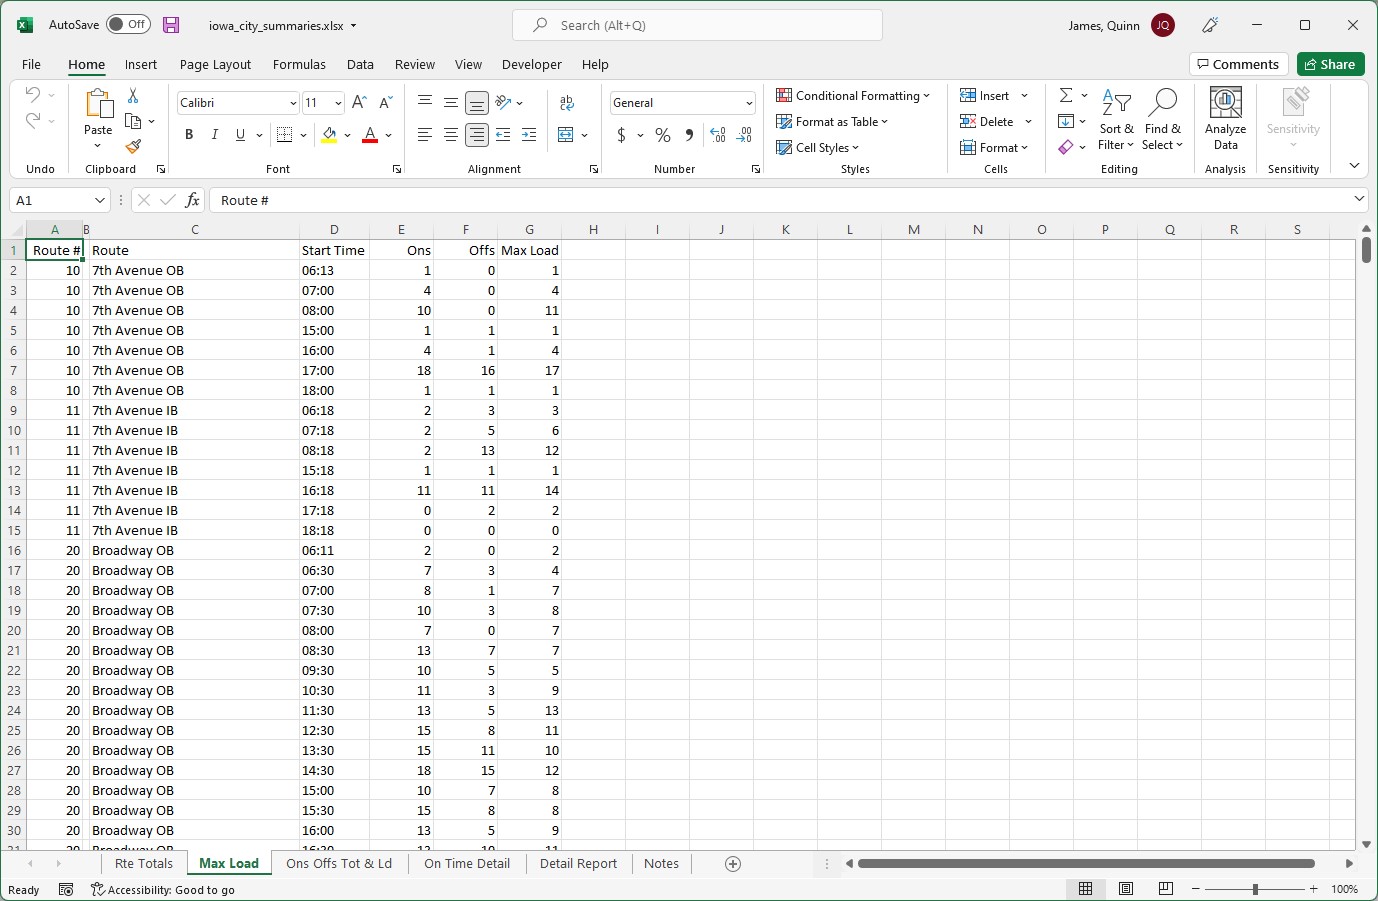 AutoSave Off iowa_city_summaries.xlsx Search (Alt+Q) James, Quinn JQ
File Home Insert Page Layout Formulas Data Review View Developer Help Comments Share
Calibri 11 General Conditional Formatting Insert
Paste Format as Table Delete Sort & Filter Find & Select Analyze Data Sensitivity
B I U A $ % Cell Styles Format
Undo Clipboard Font Alignment Number Styles Cells Editing Analysis Sensitivity
A1 fx Route #
A B C D E F G H I J K L M N O P Q R S
1 Route # Route Start Time Ons Offs Max Load
2 10 7th Avenue OB 06:13 1 0 1
3 10 7th Avenue OB 07:00 4 0 4
4 10 7th Avenue OB 08:00 10 0 11
5 10 7th Avenue OB 15:00 1 1 1
6 10 7th Avenue OB 16:00 4 1 4
7 10 7th Avenue OB 17:00 18 16 17
8 10 7th Avenue OB 18:00 1 1 1
9 11 7th Avenue IB 06:18 2 3 3
10 11 7th Avenue IB 07:18 2 5 6
11 11 7th Avenue IB 08:18 2 13 12
12 11 7th Avenue IB 15:18 1 1 1
13 11 7th Avenue IB 16:18 11 11 14
14 11 7th Avenue IB 17:18 0 2 2
15 11 7th Avenue IB 18:18 0 0 0
16 20 Broadway OB 06:11 2 0 2
17 20 Broadway OB 06:30 7 3 4
18 20 Broadway OB 07:00 8 1 7
19 20 Broadway OB 07:30 10 3 8
20 20 Broadway OB 08:00 7 0 7
21 20 Broadway OB 08:30 13 7 7
22 20 Broadway OB 09:30 10 5 5
23 20 Broadway OB 10:30 11 3 9
24 20 Broadway OB 11:30 13 5 13
25 20 Broadway OB 12:30 15 8 11
26 20 Broadway OB 13:30 15 11 10
27 20 Broadway OB 14:30 18 15 12
28 20 Broadway OB 15:00 10 7 8
29 20 Broadway OB 15:30 15 8 8
30 20 Broadway OB 16:00 13 5 9
Rte Totals Max Load Ons Offs Tot & Ld On Time Detail Detail Report Notes
Ready Accessibility: Good to go 100%